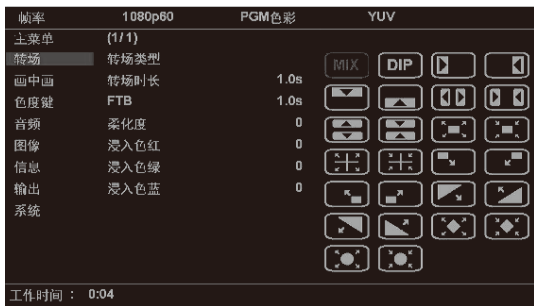 帧率 1080p60 PGM色彩 YUV
主菜单 (1/1)
转场 转场类型 MIX DIP
画中画 转场时长 1.0s
色度键 FTB 1.0s
音频 柔化度 0
图像 浸入色红 0
信息 浸入色绿 0
输出 浸入色蓝 0
系统
工作时间： 0:04